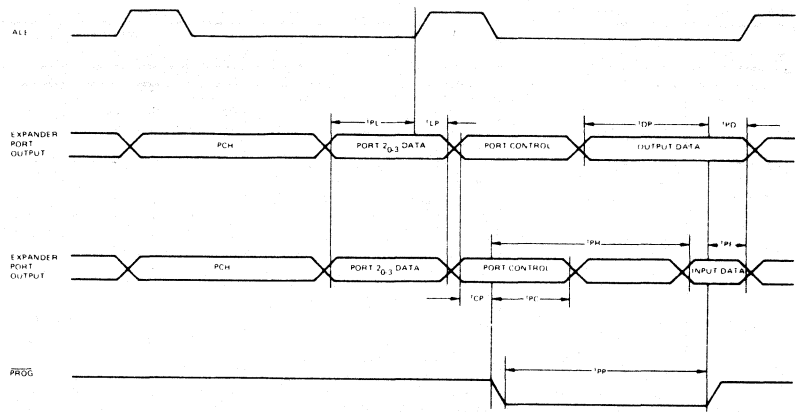 ALE
tPL
tLP
tDP
tPD
EXPANDER
PORT
OUTPUT
PCH
PORT 2₀₋₃ DATA
PORT CONTROL
OUTPUT DATA
tPR
tPF
EXPANDER
PORT
OUTPUT
PCH
PORT 2₀₋₃ DATA
PORT CONTROL
INPUT DATA
tCP
tPC
PROG
tPP